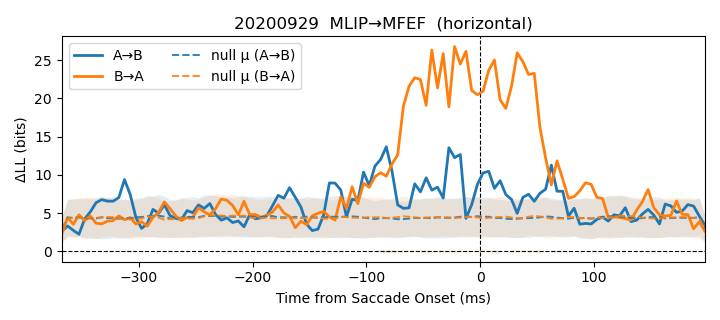 20200929  MLIP→MFEF  (horizontal)
A→B
B→A
null μ (A→B)
null μ (B→A)
ΔLL (bits)
25
20
15
10
5
0
−300
−200
−100
0
100
Time from Saccade Onset (ms)